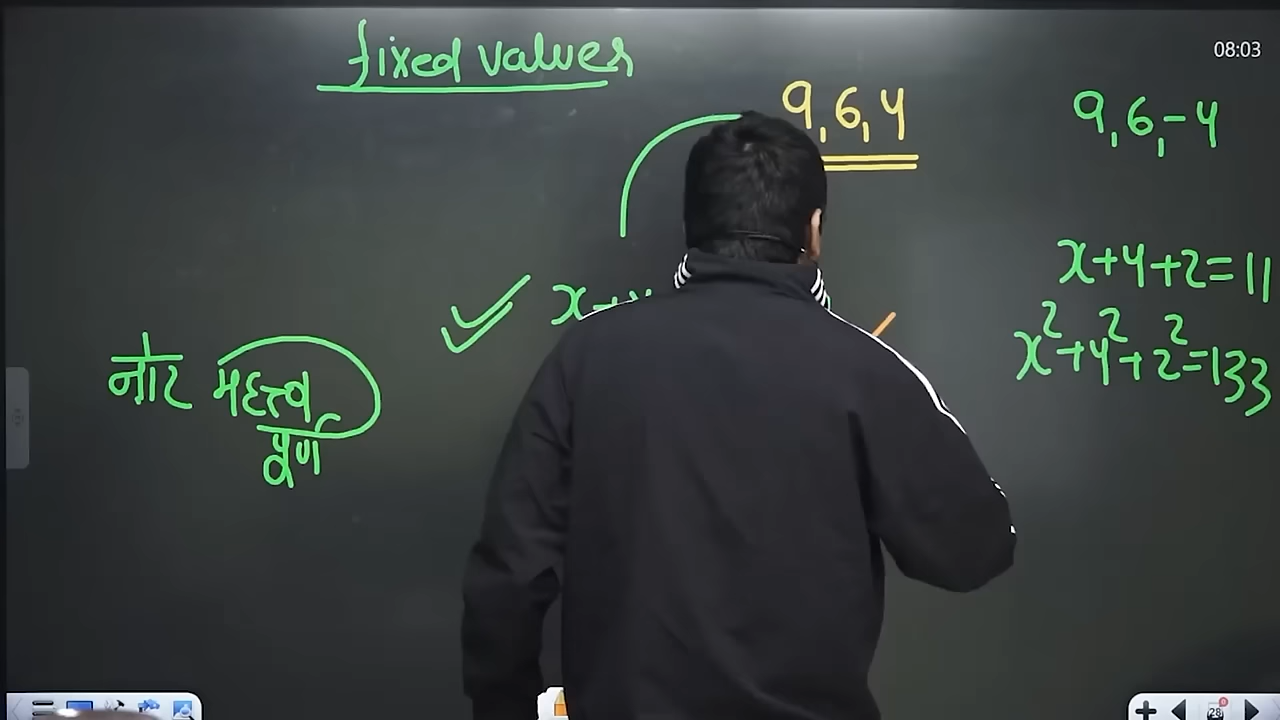 fixed values
08:03
9,6,4
9,6,-4
x+y+z=11
x²+y²+z²=133
महत्त्व
पूर्ण